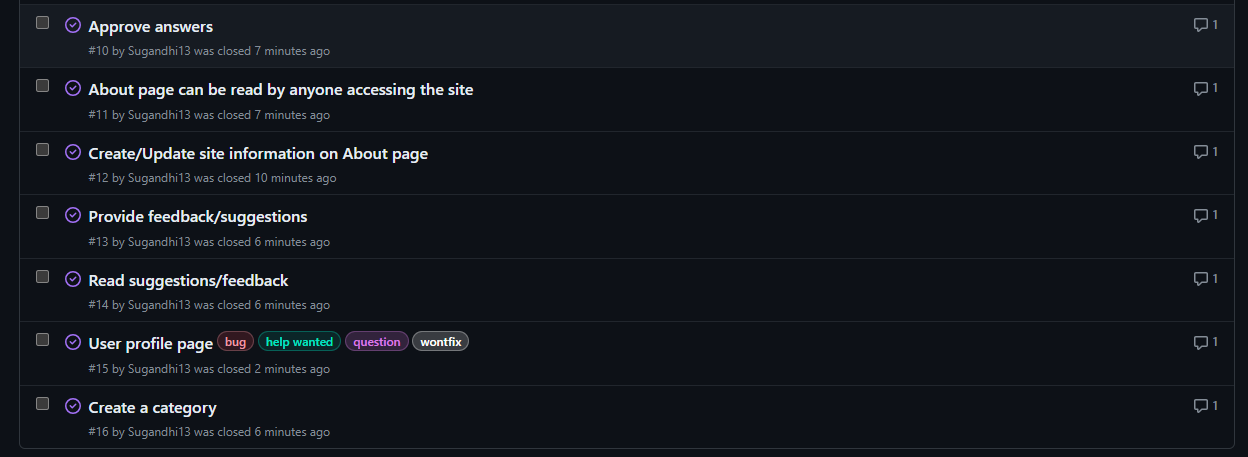 Approve answers
1
#10 by Sugandhi13 was closed 7 minutes ago
About page can be read by anyone accessing the site
1
#11 by Sugandhi13 was closed 7 minutes ago
Create/Update site information on About page
1
#12 by Sugandhi13 was closed 10 minutes ago
Provide feedback/suggestions
1
#13 by Sugandhi13 was closed 6 minutes ago
Read suggestions/feedback
1
#14 by Sugandhi13 was closed 6 minutes ago
User profile page bug help wanted question wontfix
1
#15 by Sugandhi13 was closed 2 minutes ago
Create a category
1
#16 by Sugandhi13 was closed 6 minutes ago